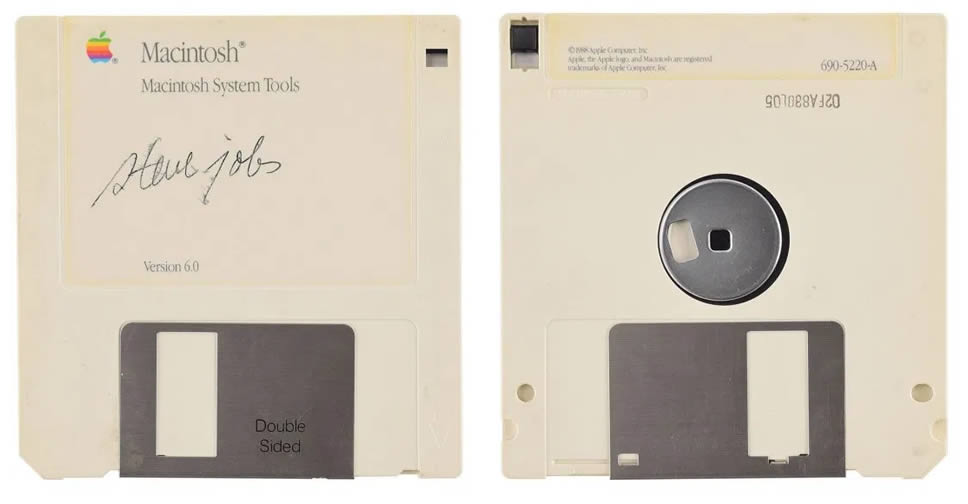 Macintosh®
Macintosh System Tools
steve jobs
Version 6.0
Double
Sided
©1988 Apple Computer, Inc.
Apple, the Apple logo, and Macintosh are registered
trademarks of Apple Computer, Inc.
690-5220-A
02FA880L05